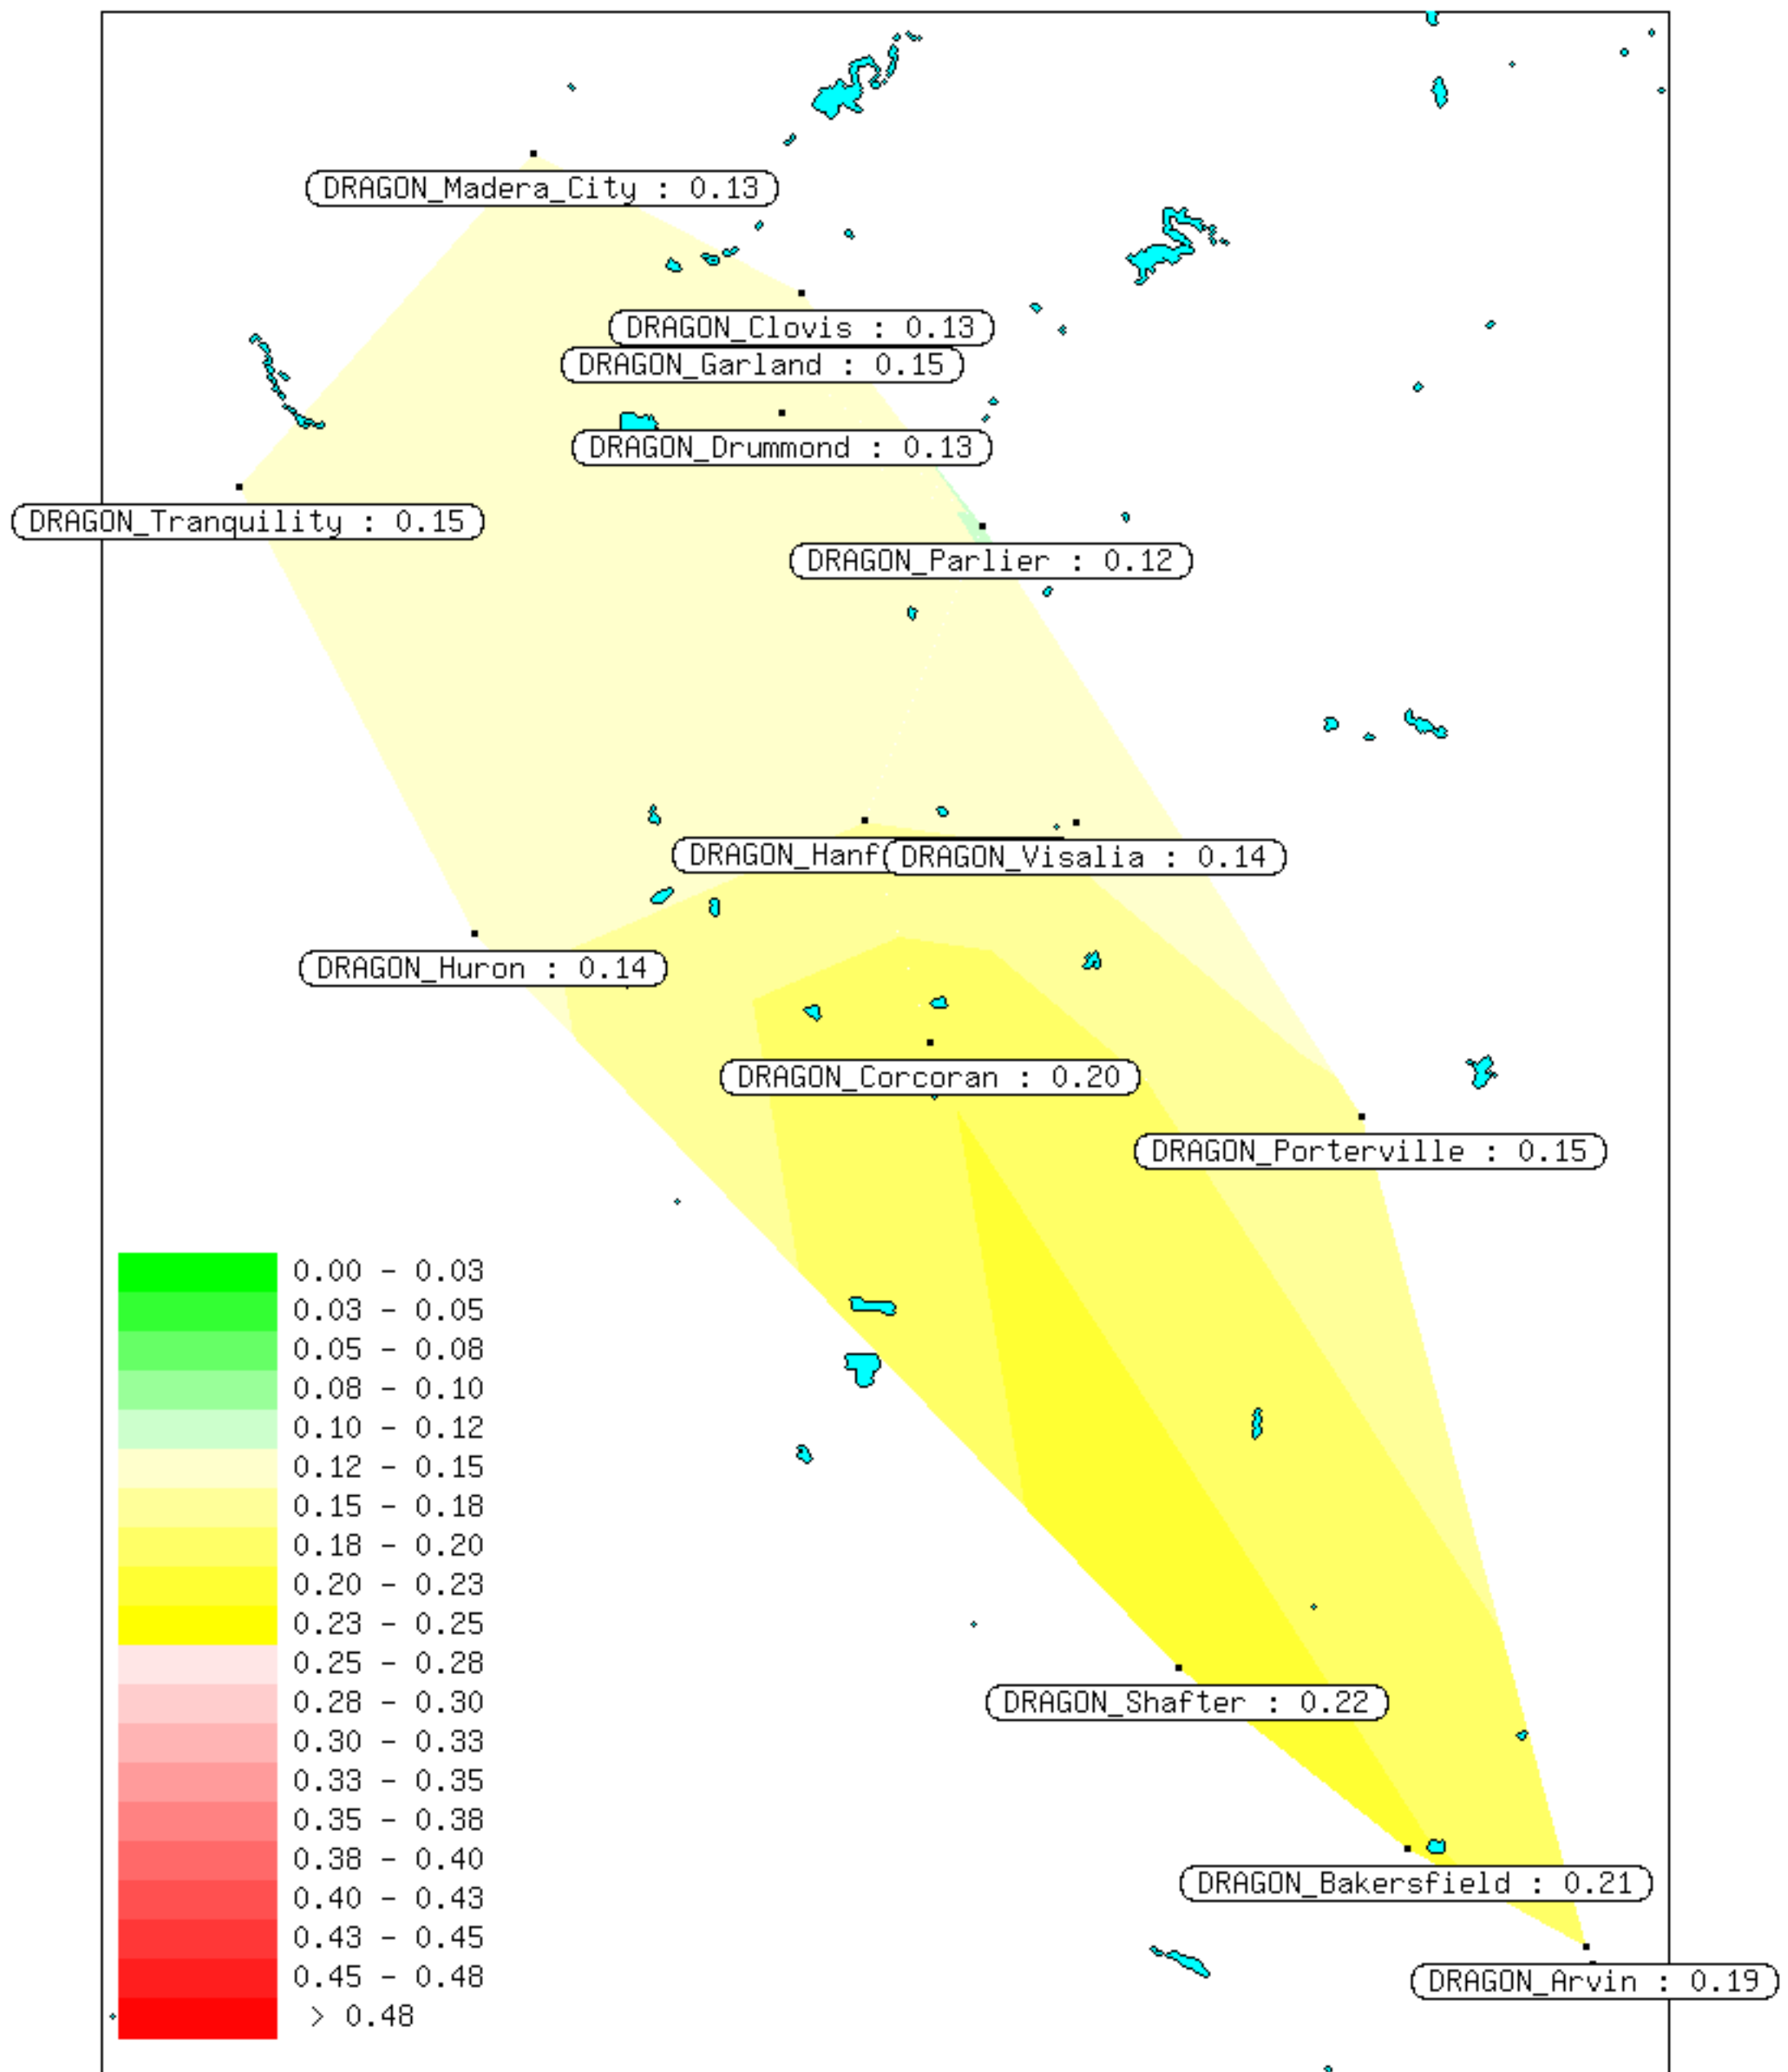 DRAGON_Madera_City : 0.13
DRAGON_Clovis : 0.13
DRAGON_Garland : 0.15
DRAGON_Drummond : 0.13
DRAGON_Tranquility : 0.15
DRAGON_Parlier : 0.12
DRAGON_Hanf
DRAGON_Visalia : 0.14
DRAGON_Huron : 0.14
DRAGON_Corcoran : 0.20
DRAGON_Porterville : 0.15
DRAGON_Shafter : 0.22
DRAGON_Bakersfield : 0.21
DRAGON_Arvin : 0.19
0.00 - 0.03
0.03 - 0.05
0.05 - 0.08
0.08 - 0.10
0.10 - 0.12
0.12 - 0.15
0.15 - 0.18
0.18 - 0.20
0.20 - 0.23
0.23 - 0.25
0.25 - 0.28
0.28 - 0.30
0.30 - 0.33
0.33 - 0.35
0.35 - 0.38
0.38 - 0.40
0.40 - 0.43
0.43 - 0.45
0.45 - 0.48
> 0.48